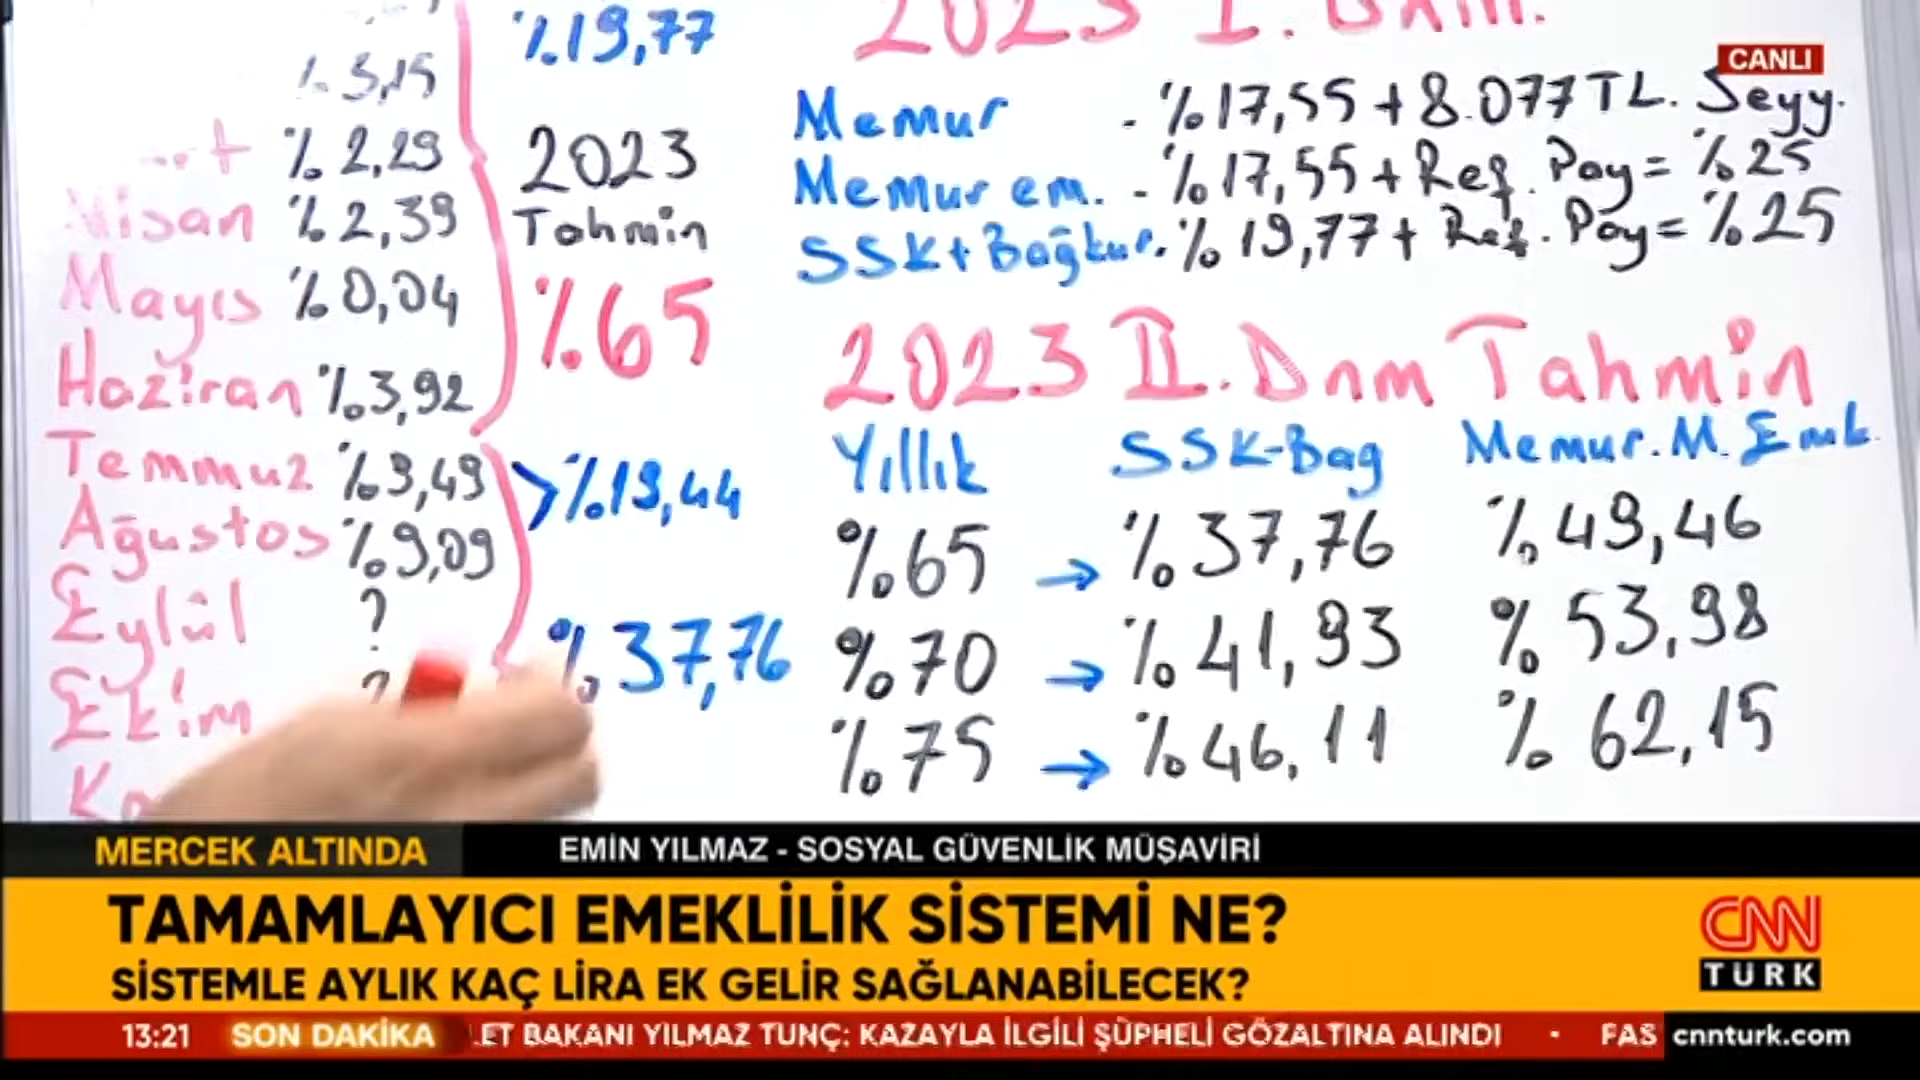 %19,77
2023 I. Dnm.
CANLI
%3,15
%2,29
Nisan %2,39
Mayıs %0,04
Haziran %3,92
Temmuz %9,49
Ağustos %9,09
Eylül ?
Ekim ?
2023
Tahmin
%65
>%19,44
%37,76
Memur - %17,55 + 8.077 TL. Seyy.
Memur em. - %17,55 + Ref. Pay = %25
SSK + Bağkur. %19,77 + Ref. Pay = %25
2023 II. Dnm Tahmin
Yıllık SSK-Bag Memur. M. Emk.
%65 → %37,76 %49,46
%70 → %41,93 %53,98
%75 → %46,11 %62,15
MERCEK ALTINDA
EMİN YILMAZ - SOSYAL GÜVENLİK MÜŞAVİRİ
TAMAMLAYICI EMEKLİLİK SİSTEMİ NE?
SİSTEMLE AYLIK KAÇ LİRA EK GELİR SAĞLANABİLECEK?
CNN
TÜRK
13:21 SON DAKİKA .ET BAKANI YILMAZ TUNÇ: KAZAYLA İLGİLİ ŞÜPHELİ GÖZALTINA ALINDI • FAS cnnturk.com